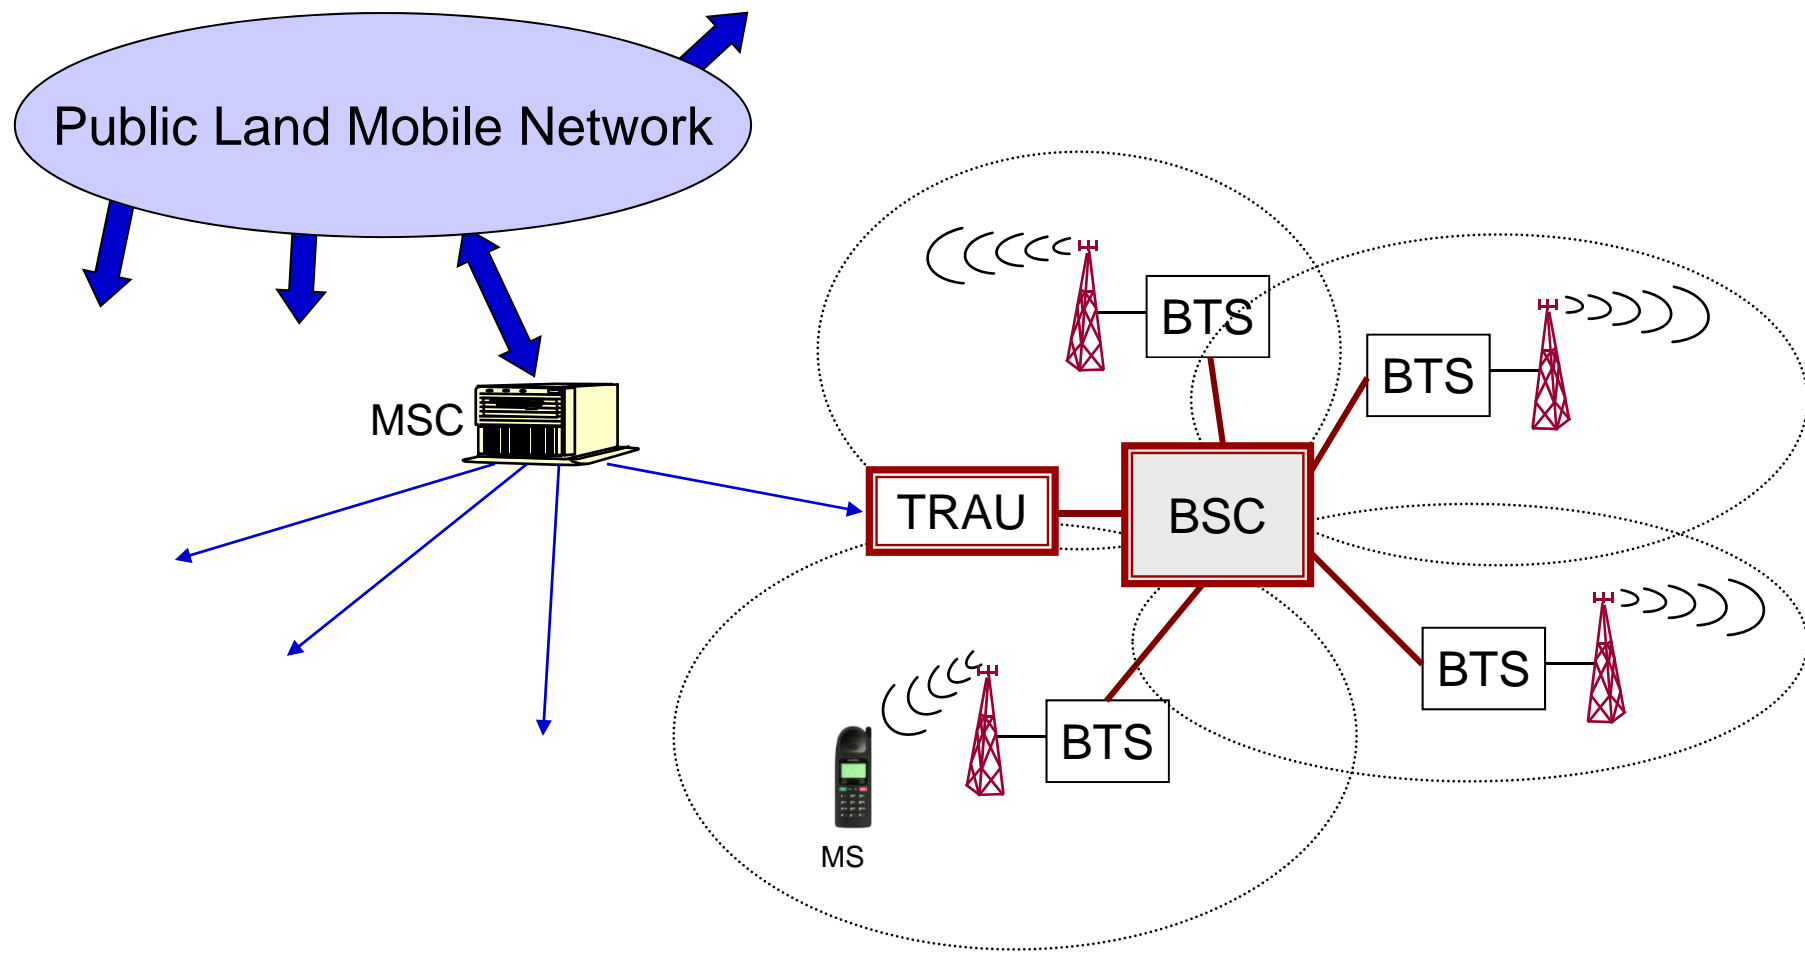 Public Land Mobile Network
BTS
BTS
MSC
TRAU
BSC
BTS
BTS
MS